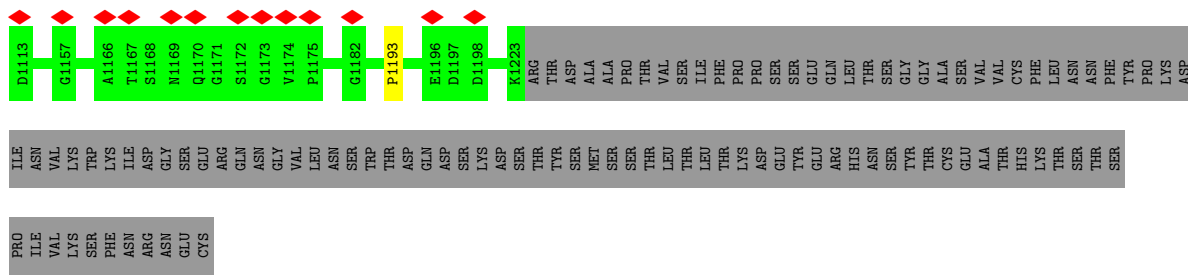 D1113 G1157 A1166 T1167 S1168 N1169 Q1170 G1171 S1172 G1173 V1174 P1175 G1182 P1193 E1196 D1197 D1198 K1223 ARG THR ASP ALA ALA PRO THR VAL SER ILE PHE PRO PRO SER SER GLU GLN LEU THR SER GLY GLY ALA SER VAL VAL CYS PHE LEU ASN ASN PHE TYR PRO LYS ASP
ILE ASN VAL LYS TRP LYS ILE ASP GLY SER GLU ARG GLN ASN GLY VAL LEU ASN SER TRP THR ASP GLN ASP SER LYS ASP SER THR TYR SER MET SER SER THR LEU THR LEU THR LYS ASP GLU TYR GLU ARG HIS ASN SER TYR THR CYS GLU ALA THR HIS LYS THR SER THR SER
PRO ILE VAL LYS SER PHE ASN ARG ASN GLU CYS